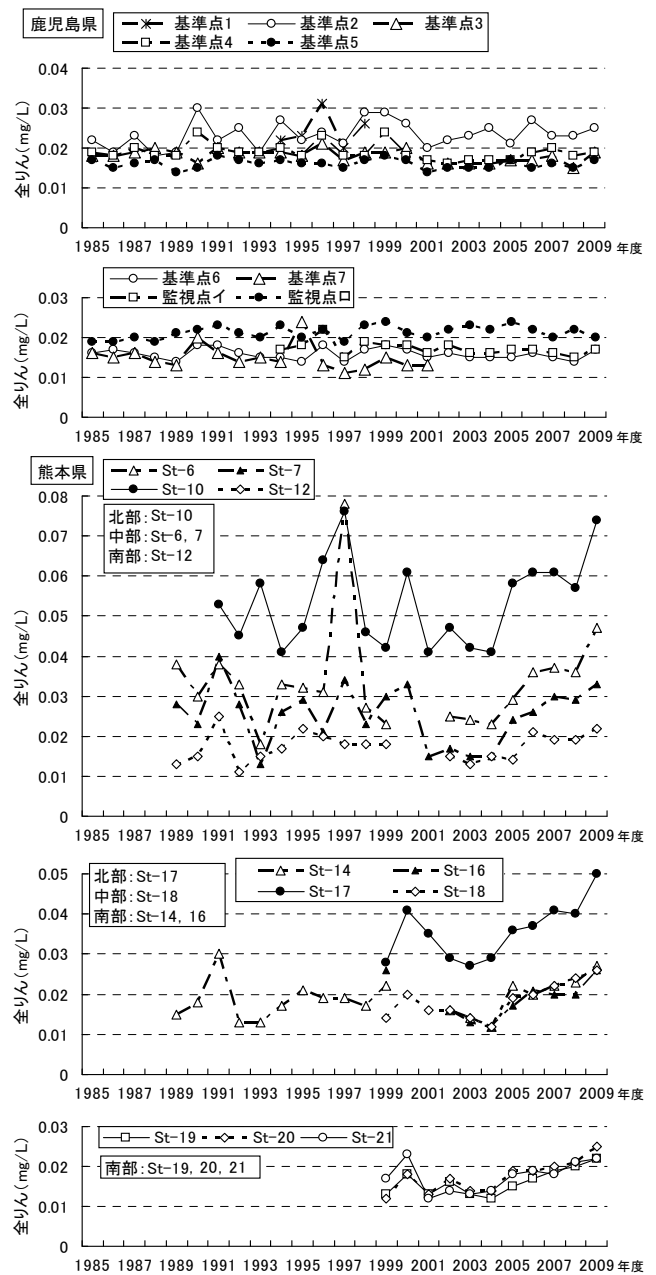 鹿児島県
基準点1 基準点2 基準点3
基準点4 基準点5
0.04
0.03
0.02
0.01
0
全りん(mg/L)
1985 1987 1989 1991 1993 1995 1997 1999 2001 2003 2005 2007 2009 年度
基準点6 基準点7
監視点イ 監視点ロ
0.03
0.02
0.01
0
全りん(mg/L)
1985 1987 1989 1991 1993 1995 1997 1999 2001 2003 2005 2007 2009 年度
熊本県
St-6 St-7
St-10 St-12
北部:St-10
中部:St-6, 7
南部:St-12
0.08
0.07
0.06
0.05
0.04
0.03
0.02
0.01
0
全りん(mg/L)
1985 1987 1989 1991 1993 1995 1997 1999 2001 2003 2005 2007 2009 年度
北部:St-17
中部:St-18
南部:St-14, 16
St-14 St-16
St-17 St-18
0.05
0.04
0.03
0.02
0.01
0
全りん(mg/L)
1985 1987 1989 1991 1993 1995 1997 1999 2001 2003 2005 2007 2009 年度
St-19 St-20 St-21
南部:St-19, 20, 21
0.03
0.02
0.01
0
全りん(mg/L)
1985 1987 1989 1991 1993 1995 1997 1999 2001 2003 2005 2007 2009 年度